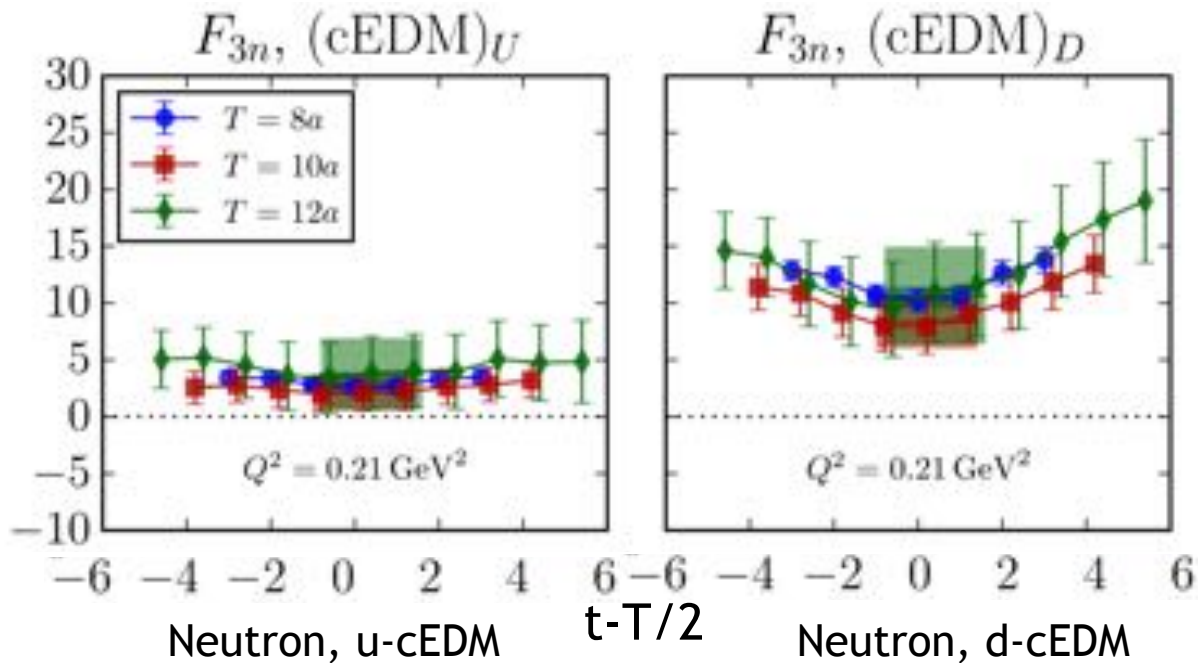 F₃ₙ, (cEDM)_U
F₃ₙ, (cEDM)_D
30
25
20
15
10
5
0
−5
−10
T = 8a
T = 10a
T = 12a
Q² = 0.21 GeV²
Q² = 0.21 GeV²
−6 −4 −2 0 2 4 6
−6 −4 −2 0 2 4 6
t-T/2
Neutron, u-cEDM
Neutron, d-cEDM